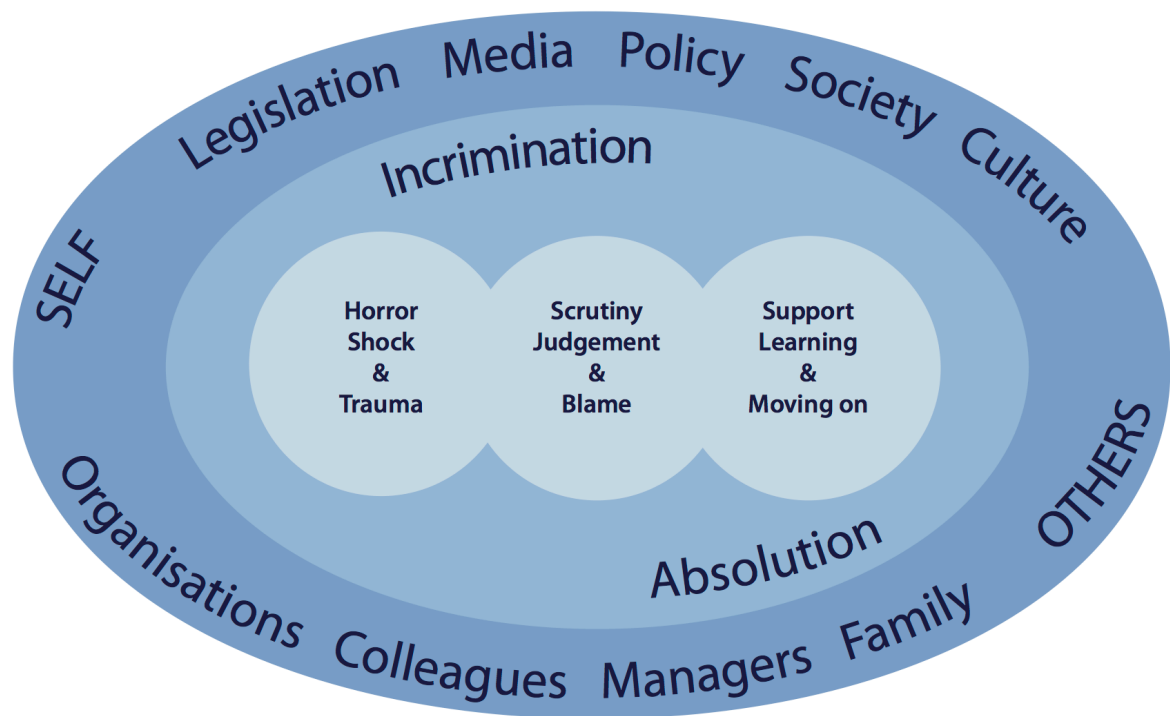 Legislation Media Policy Society Culture
SELF
Incrimination
Horror
Shock
&
Trauma
Scrutiny
Judgement
&
Blame
Support
Learning
&
Moving on
Absolution
OTHERS
Organisations Colleagues Managers Family